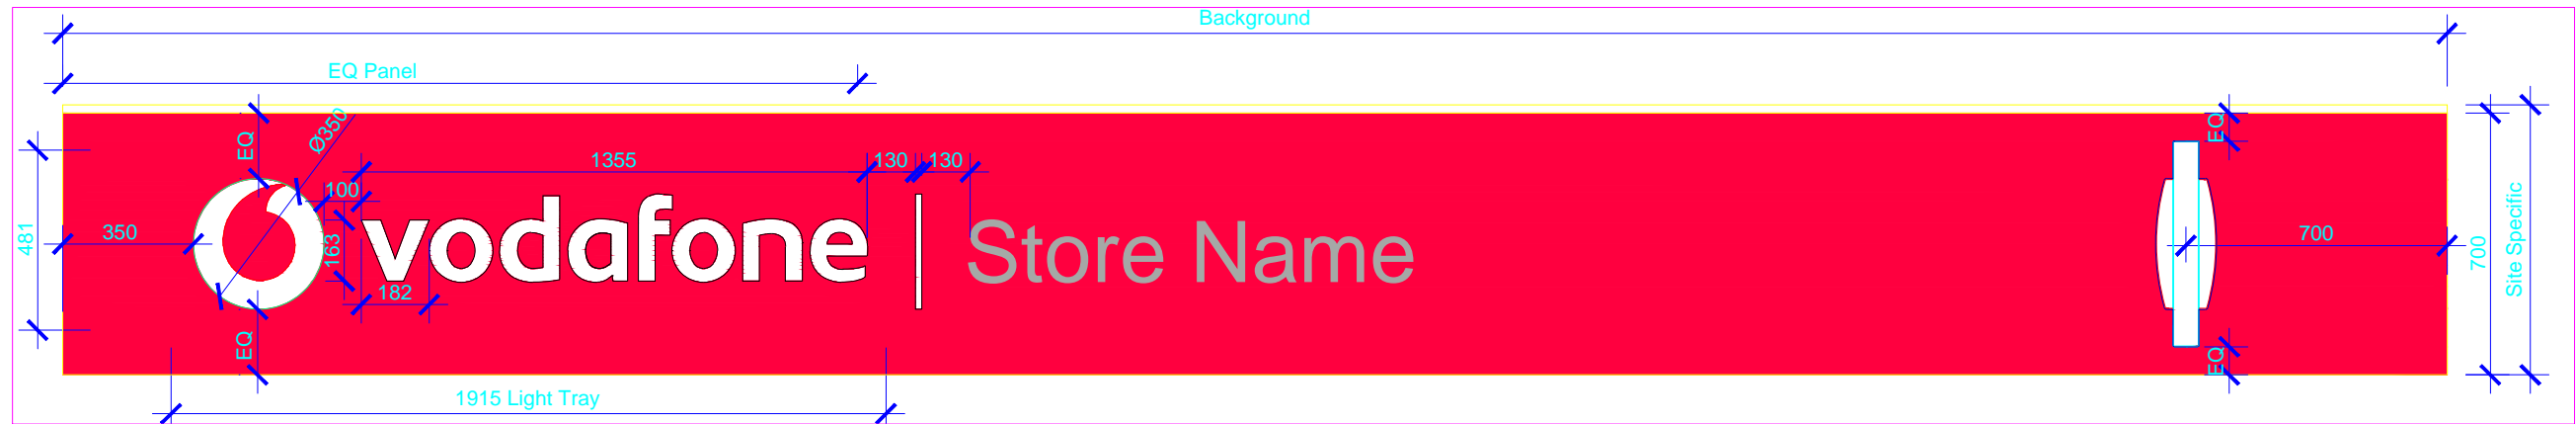 Background
EQ Panel
EQ
Ø350
1355
130
130
EQ
100
481
350
163
vodafone
Store Name
182
700
700
Site Specific
EQ
EQ
1915 Light Tray